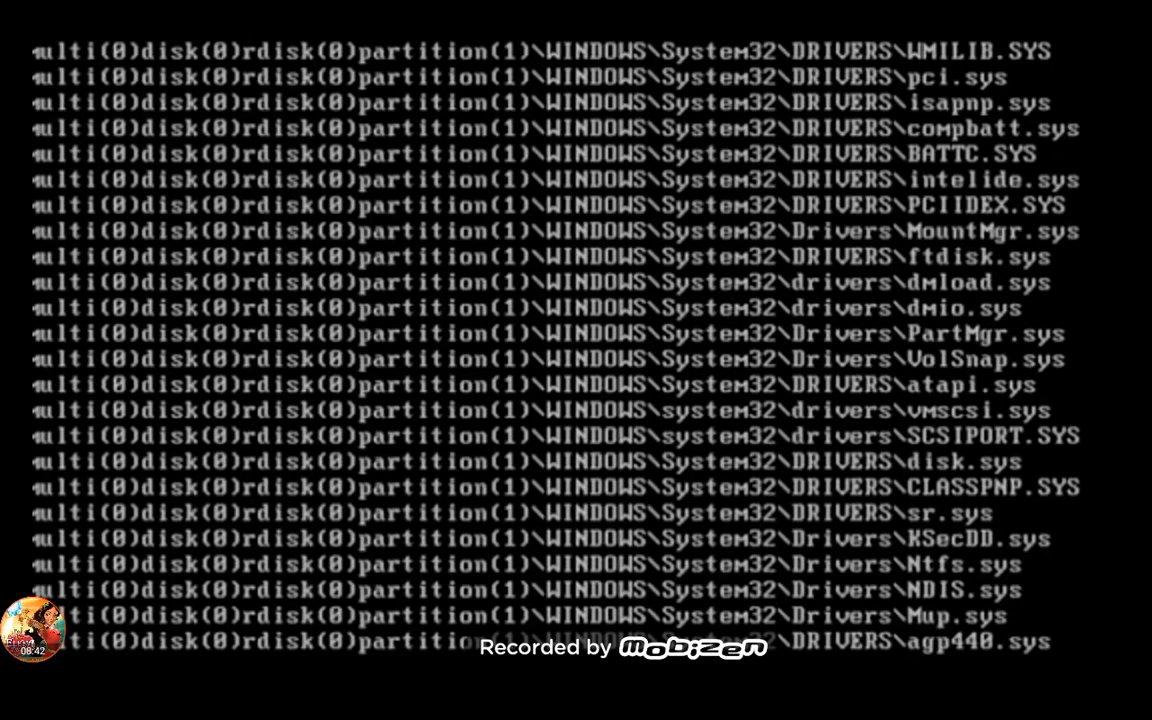 multi(0)disk(0)rdisk(0)partition(1)\WINDOWS\System32\DRIVERS\WMILIB.SYS
multi(0)disk(0)rdisk(0)partition(1)\WINDOWS\System32\DRIVERS\pci.sys
multi(0)disk(0)rdisk(0)partition(1)\WINDOWS\System32\DRIVERS\isapnp.sys
multi(0)disk(0)rdisk(0)partition(1)\WINDOWS\System32\DRIVERS\compbatt.sys
multi(0)disk(0)rdisk(0)partition(1)\WINDOWS\System32\DRIVERS\BATTC.SYS
multi(0)disk(0)rdisk(0)partition(1)\WINDOWS\System32\DRIVERS\intelide.sys
multi(0)disk(0)rdisk(0)partition(1)\WINDOWS\System32\DRIVERS\PCIIDEX.SYS
multi(0)disk(0)rdisk(0)partition(1)\WINDOWS\System32\Drivers\MountMgr.sys
multi(0)disk(0)rdisk(0)partition(1)\WINDOWS\System32\DRIVERS\ftdisk.sys
multi(0)disk(0)rdisk(0)partition(1)\WINDOWS\System32\drivers\dmload.sys
multi(0)disk(0)rdisk(0)partition(1)\WINDOWS\System32\drivers\dmio.sys
multi(0)disk(0)rdisk(0)partition(1)\WINDOWS\System32\Drivers\PartMgr.sys
multi(0)disk(0)rdisk(0)partition(1)\WINDOWS\System32\Drivers\VolSnap.sys
multi(0)disk(0)rdisk(0)partition(1)\WINDOWS\System32\DRIVERS\atapi.sys
multi(0)disk(0)rdisk(0)partition(1)\WINDOWS\system32\drivers\vmscsi.sys
multi(0)disk(0)rdisk(0)partition(1)\WINDOWS\system32\drivers\SCSIPORT.SYS
multi(0)disk(0)rdisk(0)partition(1)\WINDOWS\System32\DRIVERS\disk.sys
multi(0)disk(0)rdisk(0)partition(1)\WINDOWS\System32\DRIVERS\CLASSPNP.SYS
multi(0)disk(0)rdisk(0)partition(1)\WINDOWS\System32\DRIVERS\sr.sys
multi(0)disk(0)rdisk(0)partition(1)\WINDOWS\System32\Drivers\KSecDD.sys
multi(0)disk(0)rdisk(0)partition(1)\WINDOWS\System32\Drivers\Ntfs.sys
ulti(0)disk(0)rdisk(0)partition(1)\WINDOWS\System32\Drivers\NDIS.sys
lti(0)disk(0)rdisk(0)partition(1)\WINDOWS\System32\Drivers\Mup.sys
lti(0)disk(0)rdisk(0)partition(1)\WINDOWS\System32\DRIVERS\agp440.sys
08:42
Recorded by mobizen